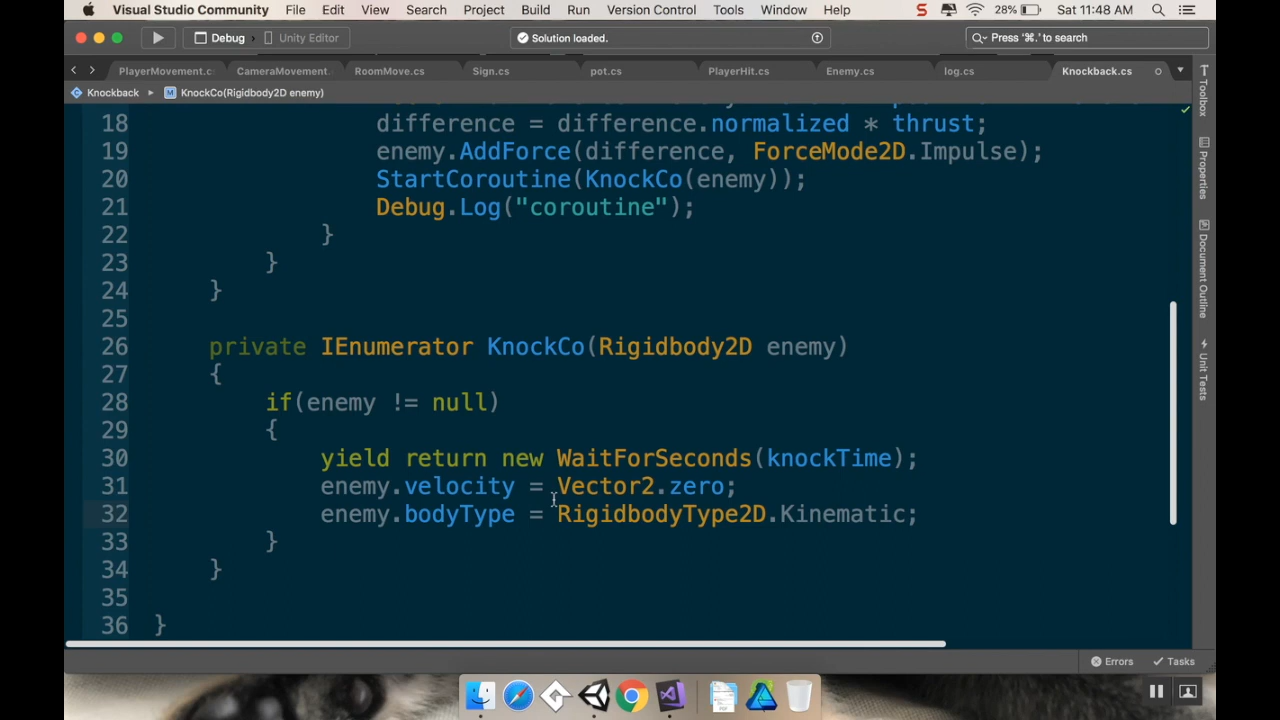 Visual Studio Community File Edit View Search Project Build Run Version Control Tools Window Help S 28% Sat 11:48 AM
Debug Unity Editor Solution loaded. Press '⌘.' to search
PlayerMovement.c CameraMovement. RoomMove.cs Sign.cs pot.cs PlayerHit.cs Enemy.cs log.cs Knockback.cs
Knockback KnockCo(Rigidbody2D enemy)
18 difference = difference.normalized * thrust;
19 enemy.AddForce(difference, ForceMode2D.Impulse);
20 StartCoroutine(KnockCo(enemy));
21 Debug.Log("coroutine");
22 }
23 }
24 }
25
26 private IEnumerator KnockCo(Rigidbody2D enemy)
27 {
28 if(enemy != null)
29 {
30 yield return new WaitForSeconds(knockTime);
31 enemy.velocity = Vector2.zero;
32 enemy.bodyType = RigidbodyType2D.Kinematic;
33 }
34 }
35
36 }
Toolbox
Properties
Document Outline
Unit Tests
Errors Tasks